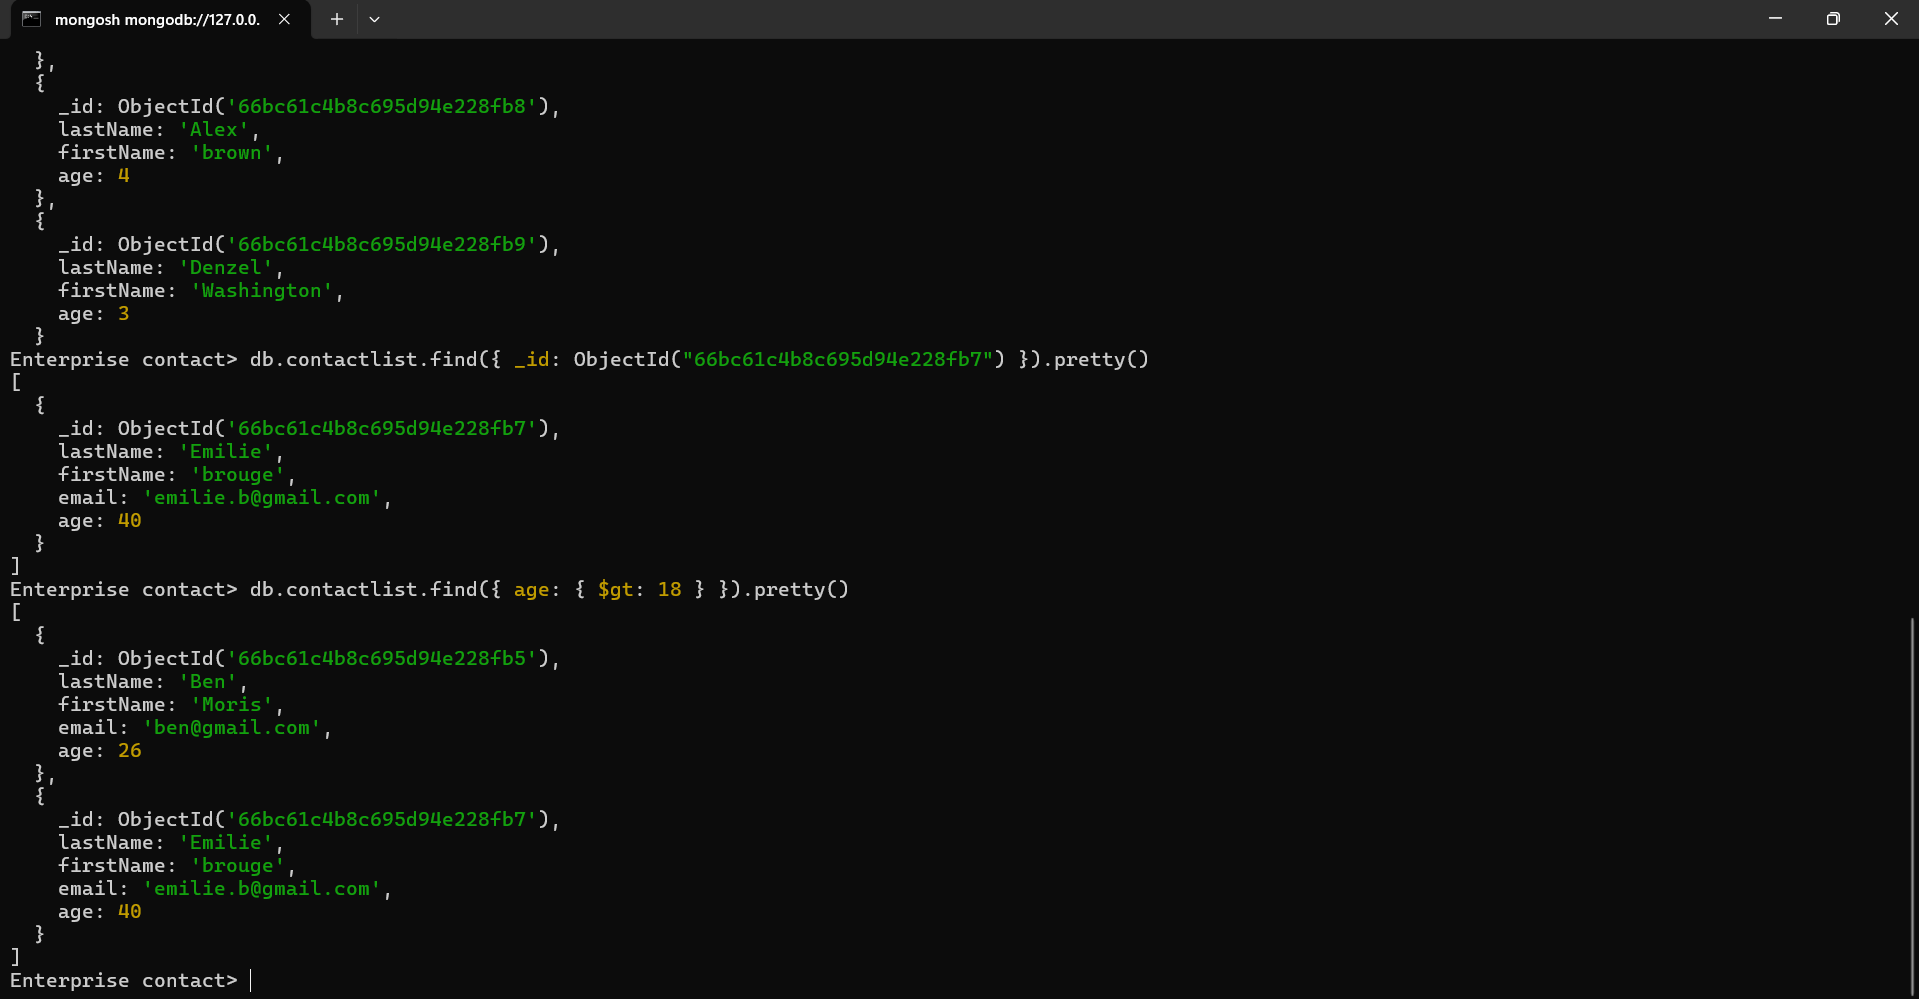 mongosh mongodb://127.0.0.
  },
  {
    _id: ObjectId('66bc61c4b8c695d94e228fb8'),
    lastName: 'Alex',
    firstName: 'brown',
    age: 4
  },
  {
    _id: ObjectId('66bc61c4b8c695d94e228fb9'),
    lastName: 'Denzel',
    firstName: 'Washington',
    age: 3
  }
Enterprise contact> db.contactlist.find({ _id: ObjectId("66bc61c4b8c695d94e228fb7") }).pretty()
[
  {
    _id: ObjectId('66bc61c4b8c695d94e228fb7'),
    lastName: 'Emilie',
    firstName: 'brouge',
    email: 'emilie.b@gmail.com',
    age: 40
  }
]
Enterprise contact> db.contactlist.find({ age: { $gt: 18 } }).pretty()
[
  {
    _id: ObjectId('66bc61c4b8c695d94e228fb5'),
    lastName: 'Ben',
    firstName: 'Moris',
    email: 'ben@gmail.com',
    age: 26
  },
  {
    _id: ObjectId('66bc61c4b8c695d94e228fb7'),
    lastName: 'Emilie',
    firstName: 'brouge',
    email: 'emilie.b@gmail.com',
    age: 40
  }
]
Enterprise contact>